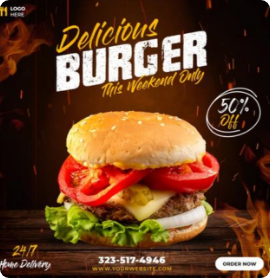 LOGO
HERE
Delicious
BURGER
This Weekend Only
50%
Off
24/7
Home Delivery
323-517-4946
WWW.YOURWEBSITE.COM
ORDER NOW